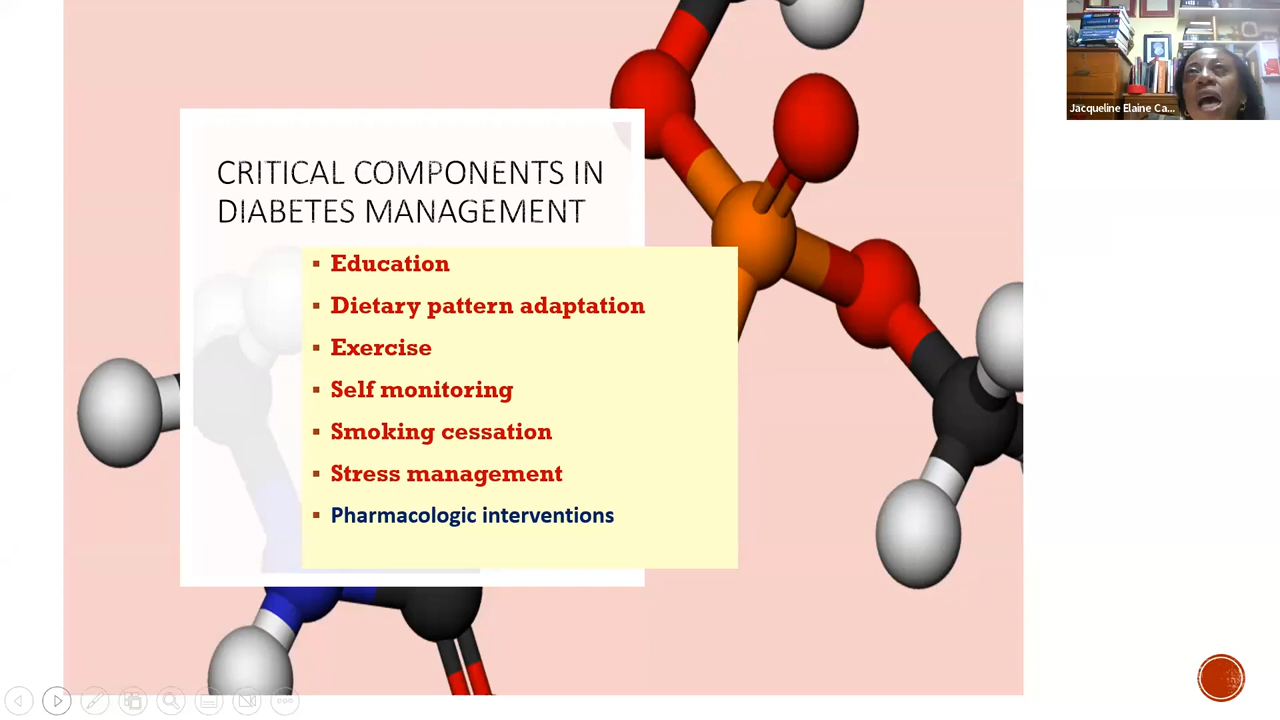 CRITICAL COMPONENTS IN
DIABETES MANAGEMENT
▪ Education
▪ Dietary pattern adaptation
▪ Exercise
▪ Self monitoring
▪ Smoking cessation
▪ Stress management
▪ Pharmacologic interventions
Jacqueline Elaine Ca...